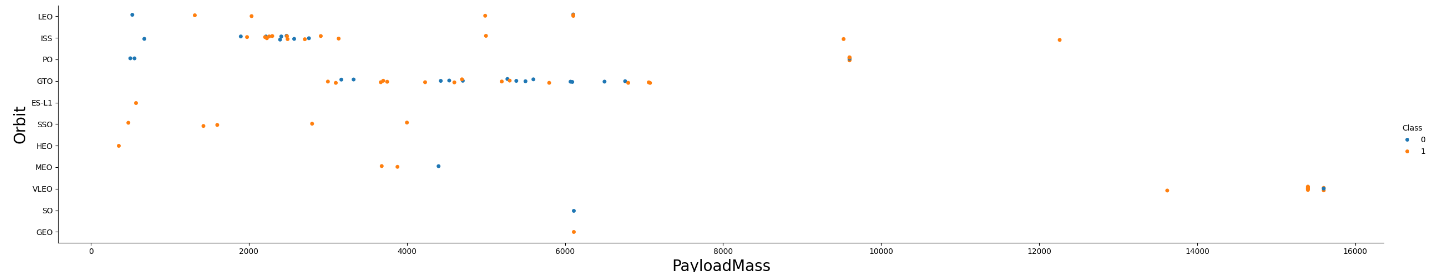 LEO
ISS
PO
GTO
ES-L1
SSO
HEO
MEO
VLEO
SO
GEO
Orbit
0 2000 4000 6000 8000 10000 12000 14000 16000
PayloadMass
Class
0
1